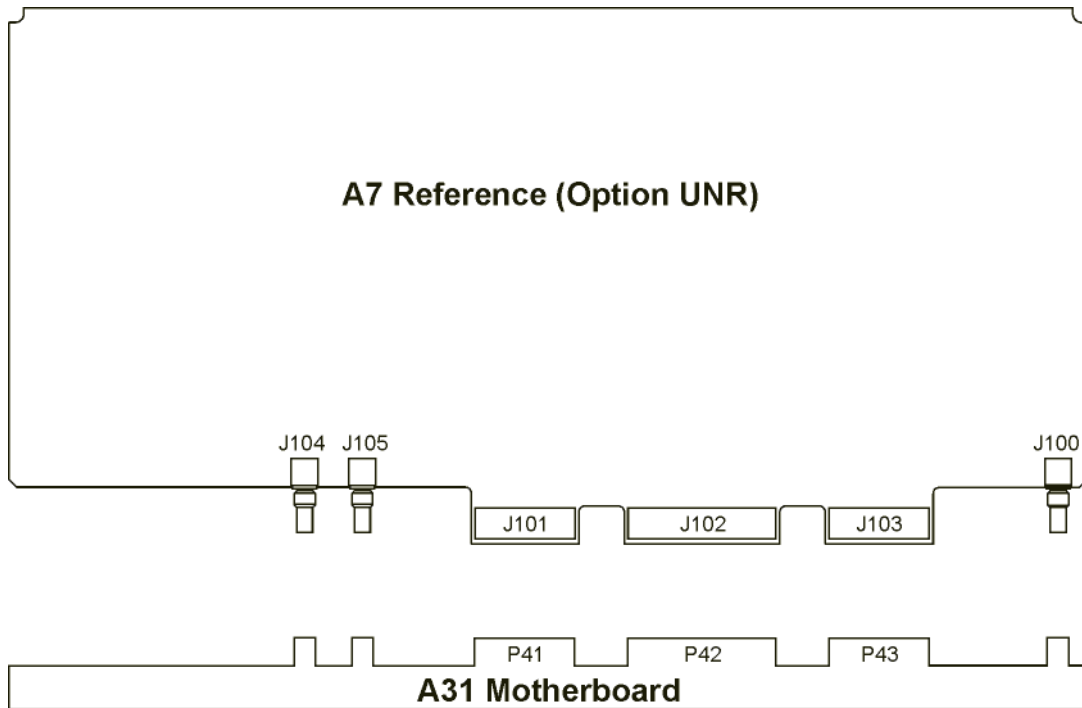 A7 Reference (Option UNR)
J104 J105 J100
J101 J102 J103
P41 P42 P43
A31 Motherboard